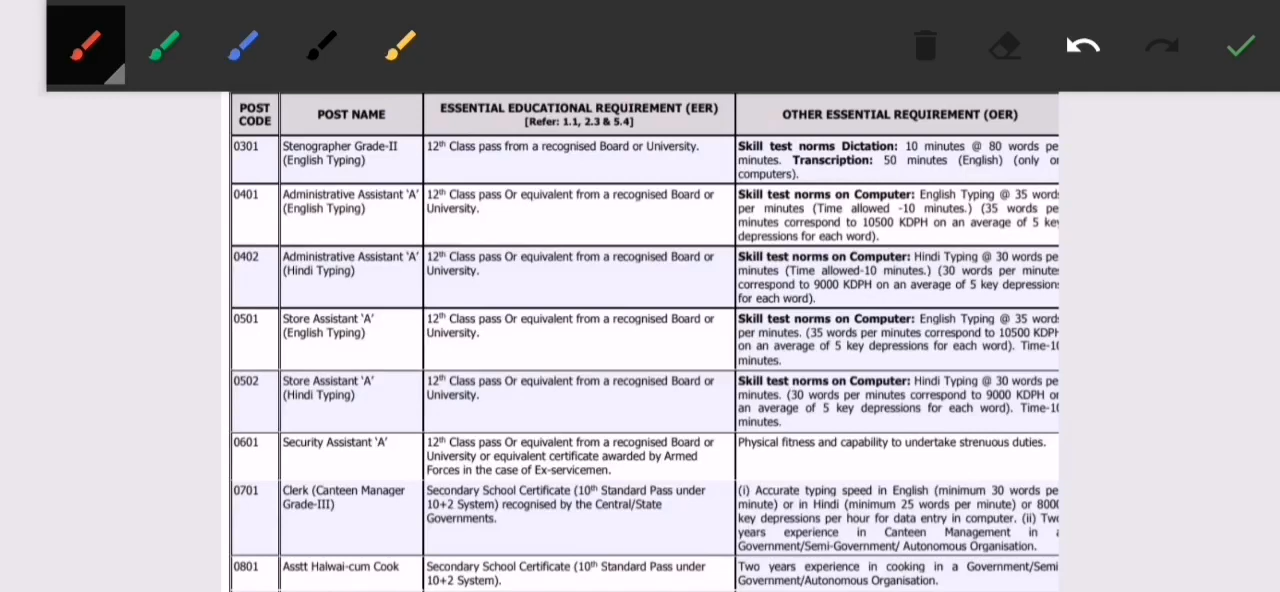 POST CODE POST NAME ESSENTIAL EDUCATIONAL REQUIREMENT (EER) [Refer: 1.1, 2.3 & 5.4] OTHER ESSENTIAL REQUIREMENT (OER)
0301 Stenographer Grade-II 12th Class pass from a recognised Board or University. Skill test norms Dictation: 10 minutes @ 80 words pe
(English Typing) minutes. Transcription: 50 minutes (English) (only
computers).
0401 Administrative Assistant 'A' 12th Class pass Or equivalent from a recognised Board or Skill test norms on Computer: English Typing @ 35 words
(English Typing) University. per minutes (Time allowed -10 minutes.) (35 words pe
minutes correspond to 10500 KDPH on an average of 5 key
depressions for each word).
0402 Administrative Assistant 'A' 12th Class pass Or equivalent from a recognised Board or Skill test norms on Computer: Hindi Typing @ 30 words pe
(Hindi Typing) University. minutes (Time allowed-10 minutes.) (30 words per minute
correspond to 9000 KDPH on an average of 5 key depressions
for each word).
0501 Store Assistant 'A' 12th Class pass Or equivalent from a recognised Board or Skill test norms on Computer: English Typing @ 35 words
(English Typing) University. per minutes. (35 words per minutes correspond to 10500 KDPH
on an average of 5 key depressions for each word). Time-10
minutes.
0502 Store Assistant 'A' 12th Class pass Or equivalent from a recognised Board or Skill test norms on Computer: Hindi Typing @ 30 words pe
(Hindi Typing) University. minutes. (30 words per minutes correspond to 9000 KDPH
an average of 5 key depressions for each word). Time-10
minutes.
0601 Security Assistant 'A' 12th Class pass Or equivalent from a recognised Board or Physical fitness and capability to undertake strenuous duties.
University or equivalent certificate awarded by Armed
Forces in the case of Ex-servicemen.
0701 Clerk (Canteen Manager Secondary School Certificate (10th Standard Pass under (i) Accurate typing speed in English (minimum 30 words pe
Grade-III) 10+2 System) recognised by the Central/State minute) or in Hindi (minimum 25 words per minute) or 8000
Governments. key depressions per hour for data entry in computer. (ii) Two
years experience in Canteen Management in a
Government/Semi-Government/ Autonomous Organisation.
0801 Asstt Halwai-cum Cook Secondary School Certificate (10th Standard Pass under Two years experience in cooking in a Government/Semi
10+2 System). Government/Autonomous Organisation.